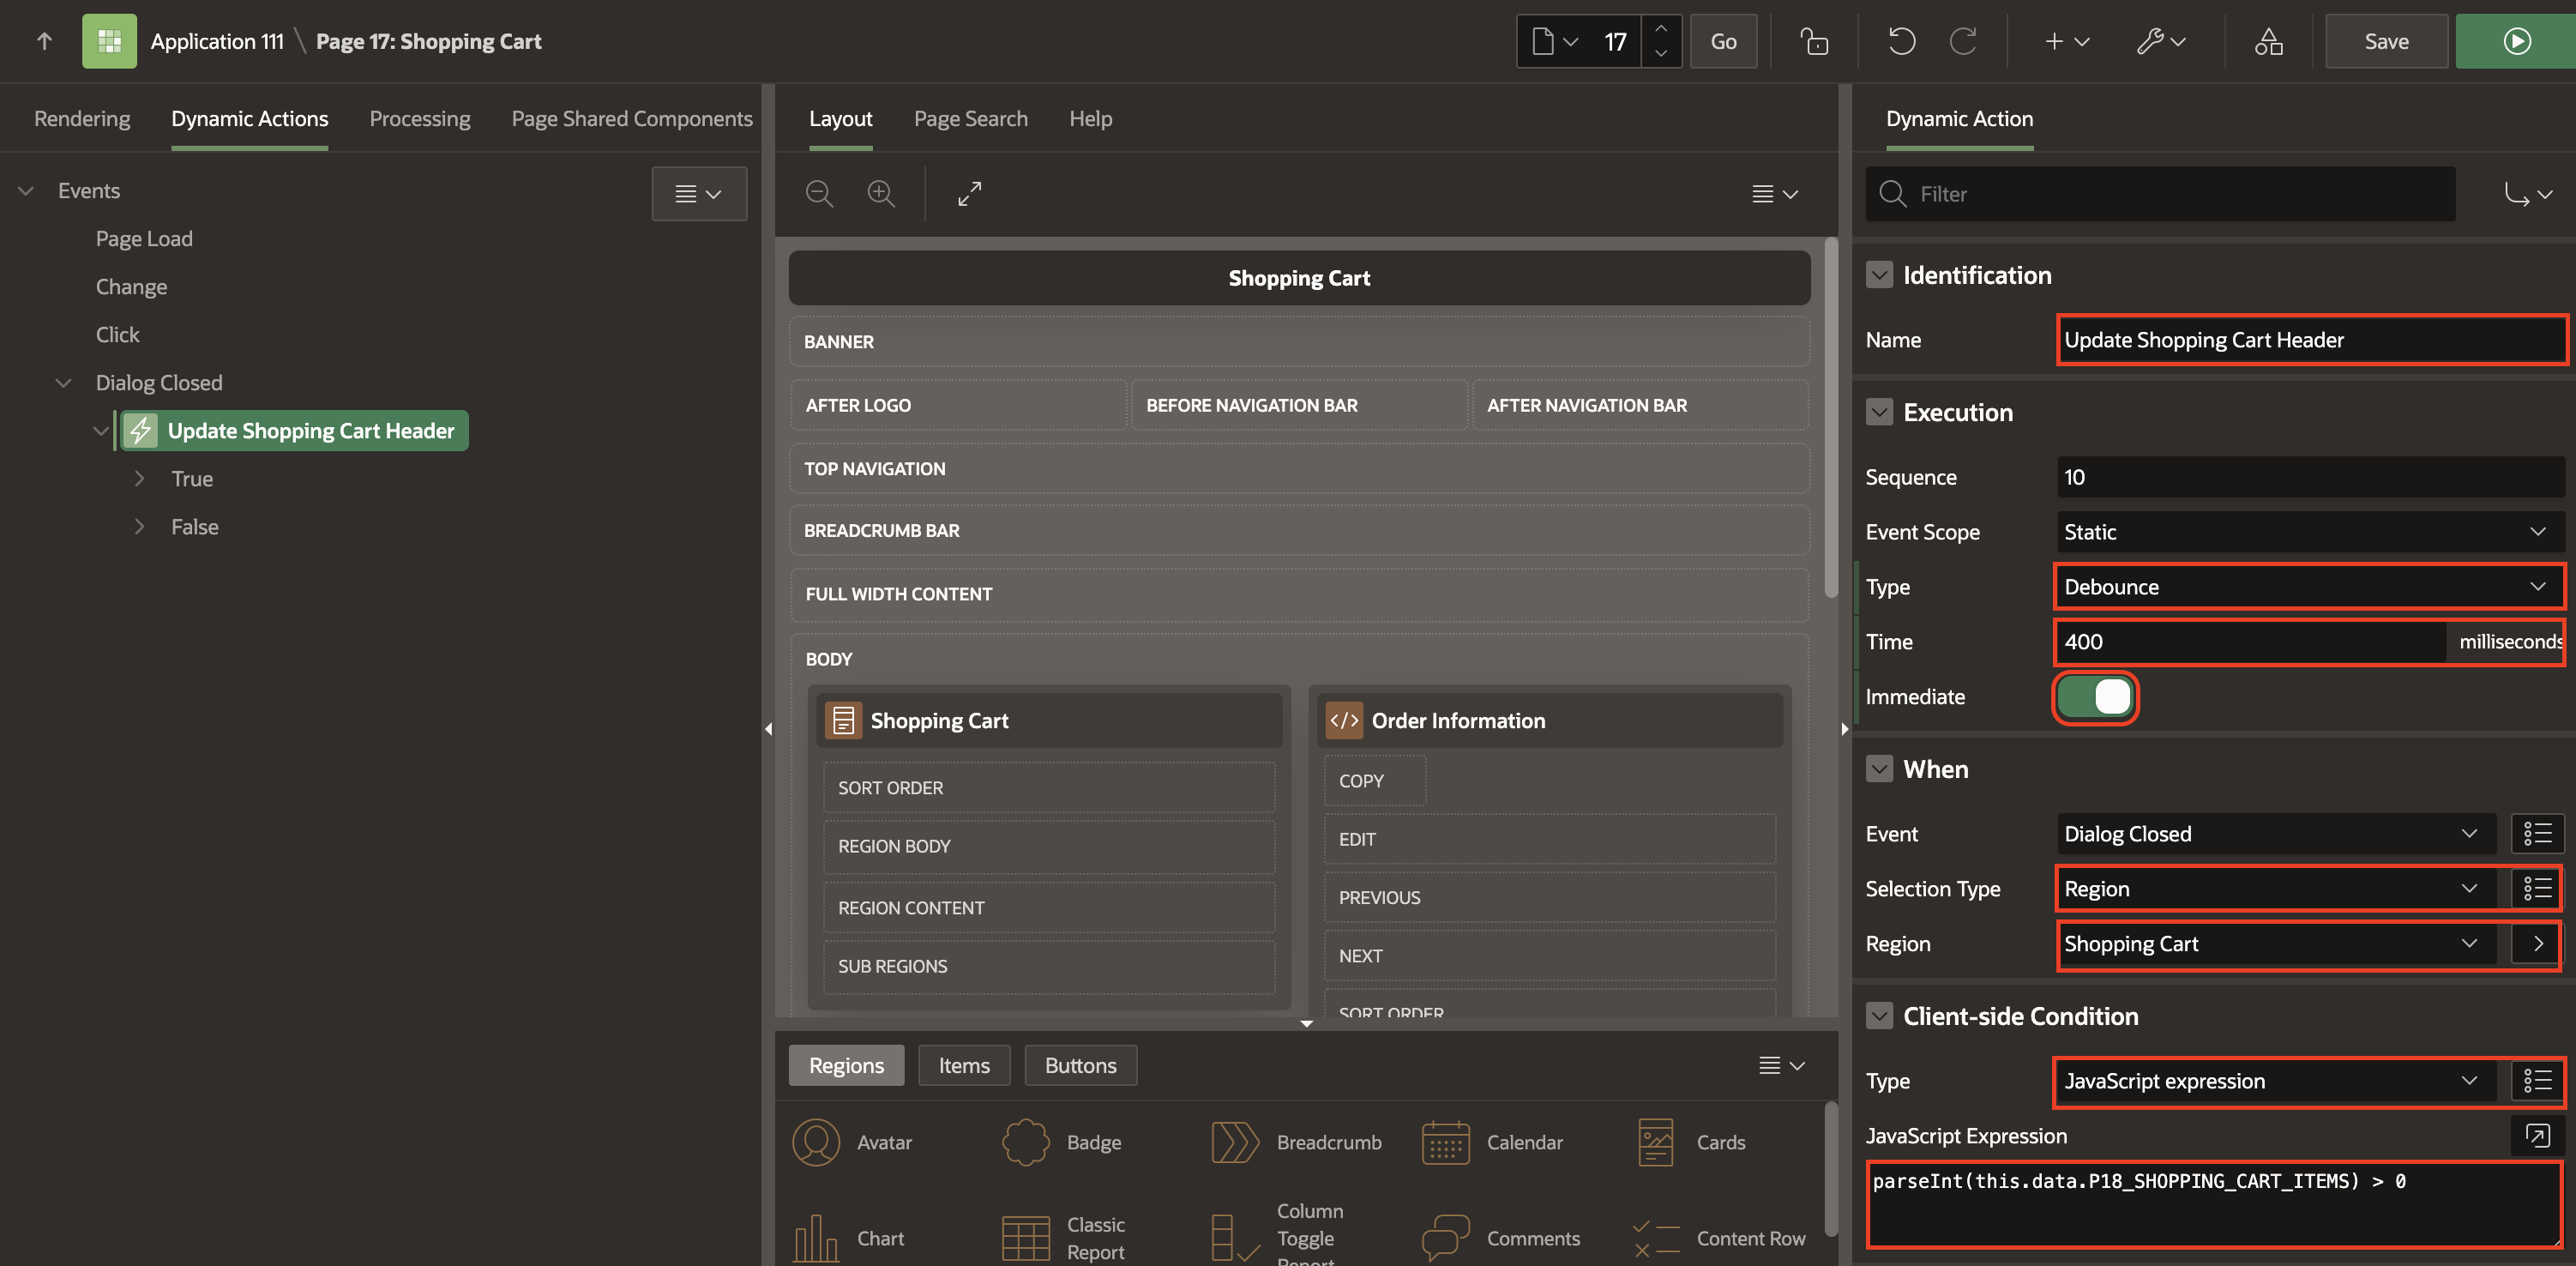 Application 111 \ Page 17: Shopping Cart
17
Go
Save
Rendering
Dynamic Actions
Processing
Page Shared Components
Events
Page Load
Change
Click
Dialog Closed
Update Shopping Cart Header
True
False
Layout
Page Search
Help
Shopping Cart
BANNER
AFTER LOGO
BEFORE NAVIGATION BAR
AFTER NAVIGATION BAR
TOP NAVIGATION
BREADCRUMB BAR
FULL WIDTH CONTENT
BODY
Shopping Cart
SORT ORDER
REGION BODY
REGION CONTENT
SUB REGIONS
Order Information
COPY
EDIT
PREVIOUS
NEXT
SORT ORDER
Regions
Items
Buttons
Avatar
Badge
Breadcrumb
Calendar
Cards
Chart
Classic
Report
Column
Toggle
Report
Comments
Content Row
Dynamic Action
Filter
Identification
Name
Update Shopping Cart Header
Execution
Sequence
10
Event Scope
Static
Type
Debounce
Time
400
milliseconds
Immediate
When
Event
Dialog Closed
Selection Type
Region
Region
Shopping Cart
Client-side Condition
Type
JavaScript expression
JavaScript Expression
parseInt(this.data.P18_SHOPPING_CART_ITEMS) > 0